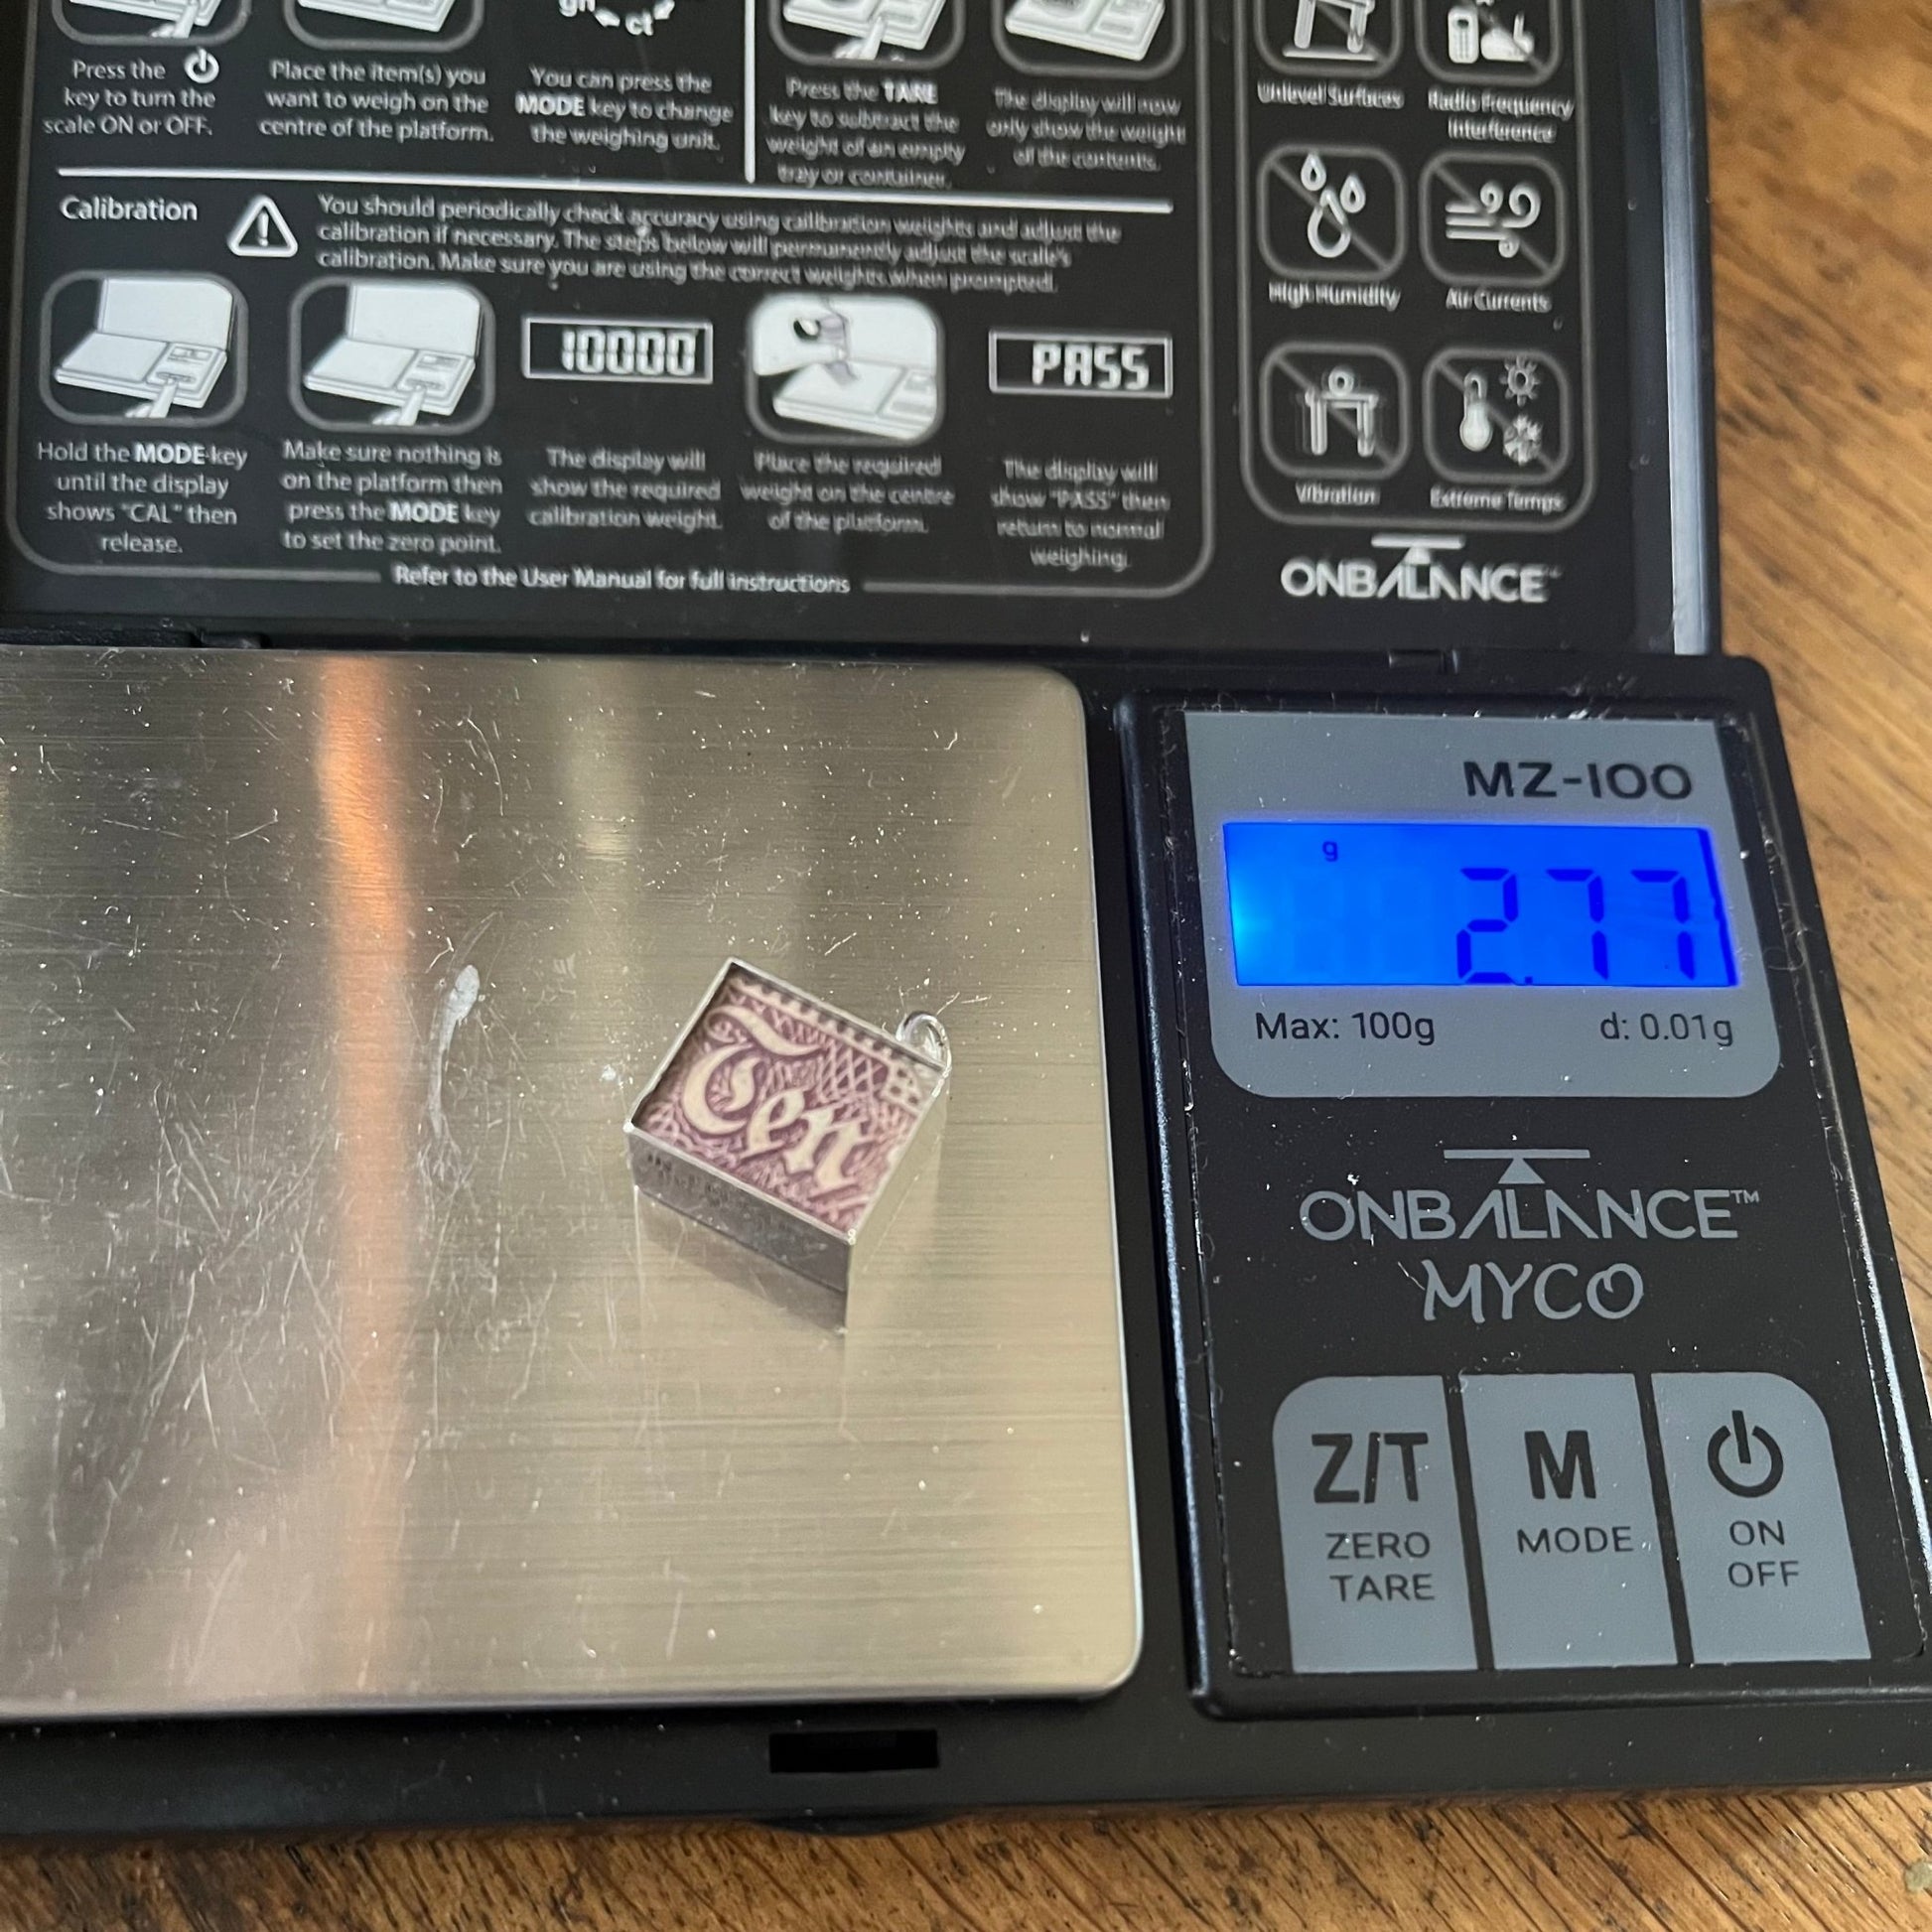 Press the
key to turn the
scale ON or OFF.
Place the item(s) you
want to weigh on the
centre of the platform.
gn
ct
You can press the
MODE key to change
the weighing unit.
Press the TARE
key to subtract the
weight of an empty
tray or container.
The display will now
only show the weight
of the contents.
Unlevel Surfaces
Radio Frequency
Interference
Calibration
You should periodically check accuracy using calibration weights and adjust the
calibration if necessary. The steps below will permanently adjust the scale's
calibration. Make sure you are using the correct weights when prompted.
High Humidity
Air Currents
10000
PASS
Hold the MODE key
until the display
shows "CAL" then
release.
Make sure nothing is
on the platform then
press the MODE key
to set the zero point.
The display will
show the required
calibration weight.
Place the required
weight on the centre
of the platform.
The display will
show "PASS" then
return to normal
weighing.
Vibration
Extreme Temps
Refer to the User Manual for full instructions
ONBALANCE™
MZ-100
g
2.77
Max: 100g d: 0.01g
Ten
ONBALANCE™
MYCO
Z/T
ZERO
TARE
M
MODE
ON
OFF